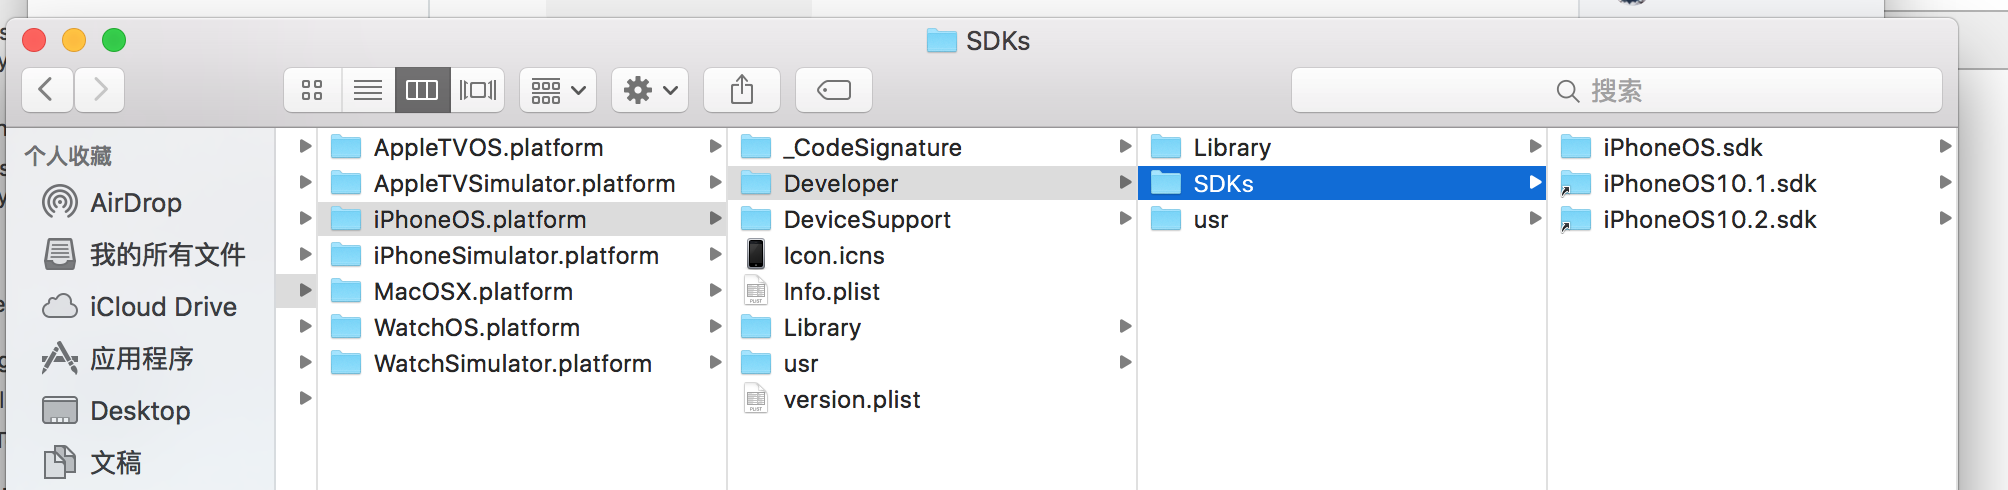 SDKs
搜索
个人收藏
AirDrop
我的所有文件
iCloud Drive
应用程序
Desktop
文稿
AppleTVOS.platform
AppleTVSimulator.platform
iPhoneOS.platform
iPhoneSimulator.platform
MacOSX.platform
WatchOS.platform
WatchSimulator.platform
_CodeSignature
Developer
DeviceSupport
Icon.icns
Info.plist
Library
usr
version.plist
Library
SDKs
usr
iPhoneOS.sdk
iPhoneOS10.1.sdk
iPhoneOS10.2.sdk